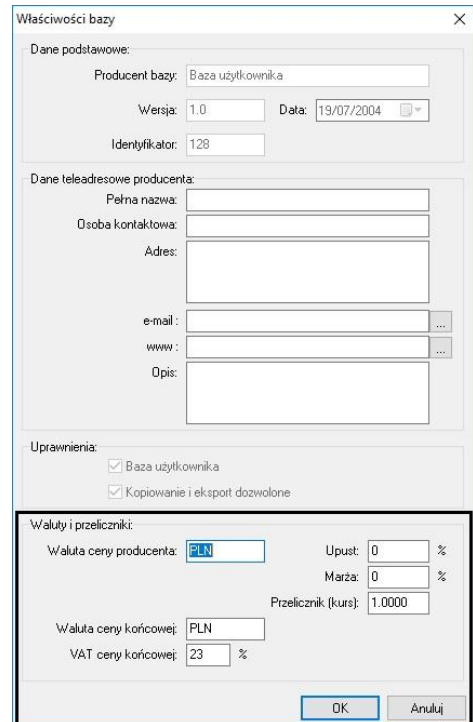 Właściwości bazy
Dane podstawowe:
Producent bazy: Baza użytkownika
Wersja: 1.0 Data: 19/07/2004
Identyfikator: 128
Dane teleadresowe producenta:
Pełna nazwa:
Osoba kontaktowa:
Adres:
e-mail : ...
www : ...
Opis:
Uprawnienia:
Baza użytkownika
Kopiowanie i eksport dozwolone
Waluty i przeliczniki:
Waluta ceny producenta: PLN Upust: 0 %
Marża: 0 %
Przelicznik (kurs): 1.0000
Waluta ceny końcowej: PLN
VAT ceny końcowej: 23 %
OK Anuluj